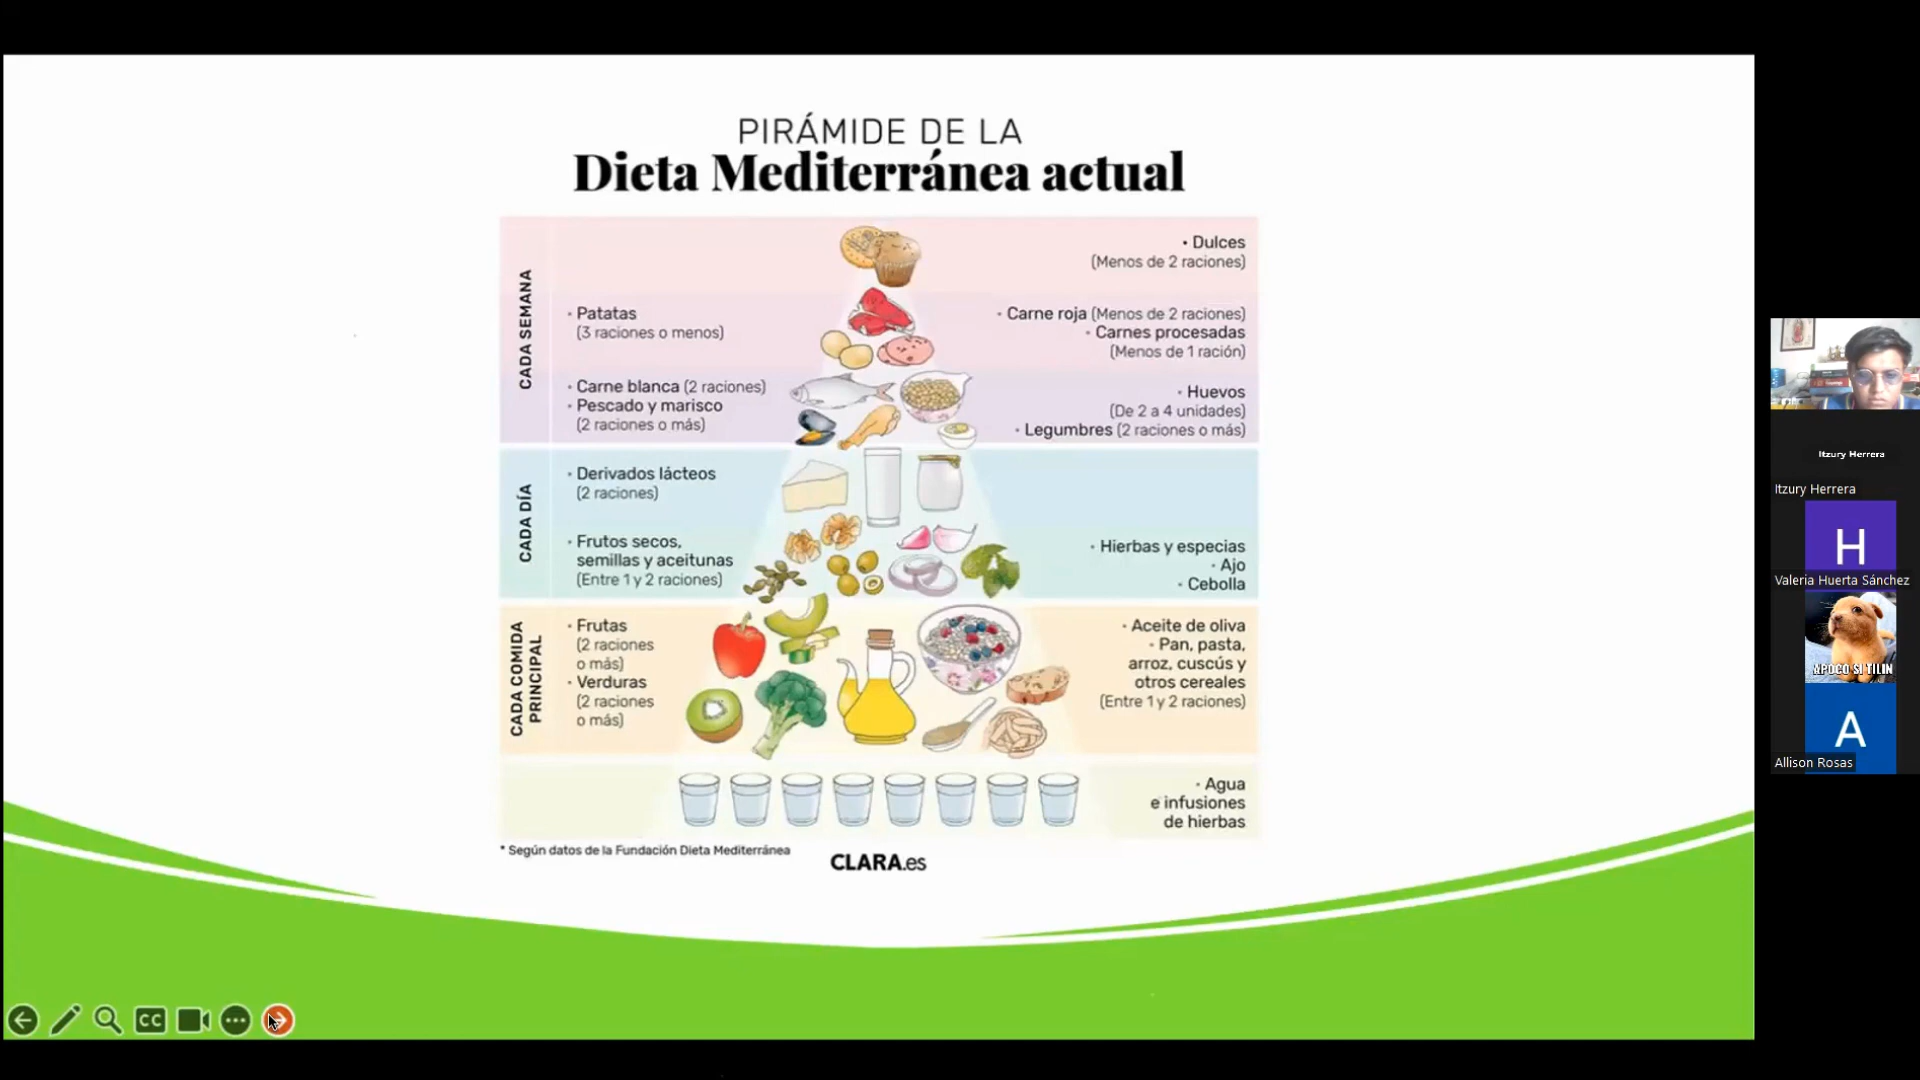 PIRÁMIDE DE LA
Dieta Mediterránea actual
CADA SEMANA
• Dulces
(Menos de 2 raciones)
• Patatas
(3 raciones o menos)
• Carne roja (Menos de 2 raciones)
• Carnes procesadas
(Menos de 1 ración)
• Carne blanca (2 raciones)
• Pescado y marisco
(2 raciones o más)
• Huevos
(De 2 a 4 unidades)
• Legumbres (2 raciones o más)
CADA DÍA
• Derivados lácteos
(2 raciones)
• Frutos secos,
semillas y aceitunas
(Entre 1 y 2 raciones)
• Hierbas y especias
• Ajo
• Cebolla
CADA COMIDA
PRINCIPAL
• Frutas
(2 raciones
o más)
• Verduras
(2 raciones
o más)
• Aceite de oliva
• Pan, pasta,
arroz, cuscús y
otros cereales
(Entre 1 y 2 raciones)
• Agua
e infusiones
de hierbas
* Según datos de la Fundación Dieta Mediterránea
CLARA.es
CC
Itzury Herrera
Itzury Herrera
H
Valeria Huerta Sánchez
APOCO SI TILIN
A
Allison Rosas